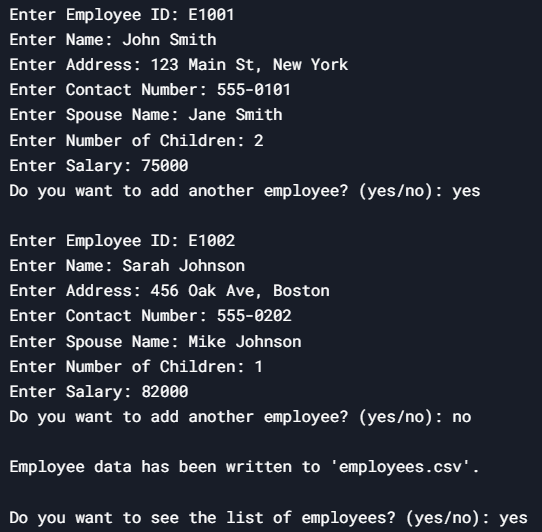 Enter Employee ID: E1001
Enter Name: John Smith
Enter Address: 123 Main St, New York
Enter Contact Number: 555-0101
Enter Spouse Name: Jane Smith
Enter Number of Children: 2
Enter Salary: 75000
Do you want to add another employee? (yes/no): yes
Enter Employee ID: E1002
Enter Name: Sarah Johnson
Enter Address: 456 Oak Ave, Boston
Enter Contact Number: 555-0202
Enter Spouse Name: Mike Johnson
Enter Number of Children: 1
Enter Salary: 82000
Do you want to add another employee? (yes/no): no
Employee data has been written to 'employees.csv'.
Do you want to see the list of employees? (yes/no): yes